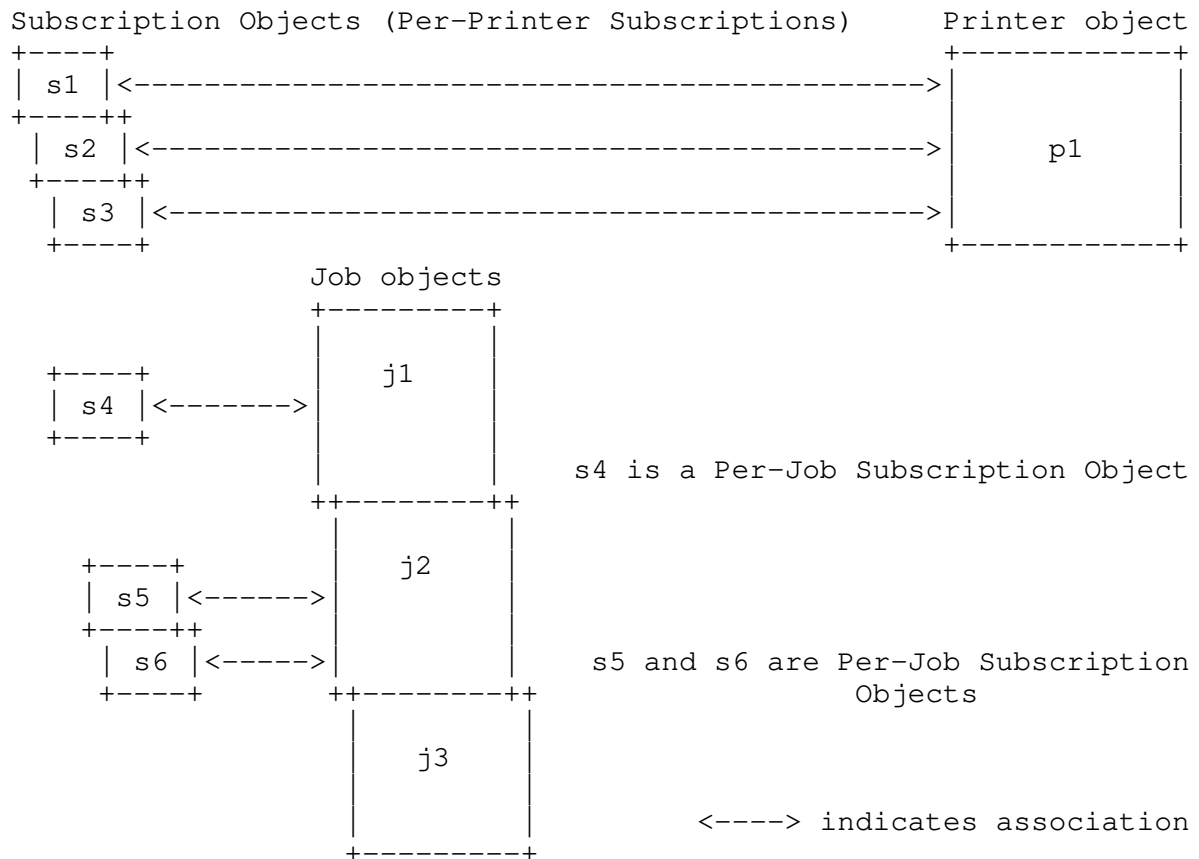 Subscription Objects (Per-Printer Subscriptions) Printer object
s1
s2 p1
s3
Job objects
j1
s4
s4 is a Per-Job Subscription Object
j2
s5
s6 s5 and s6 are Per-Job Subscription
Objects
j3
<----> indicates association